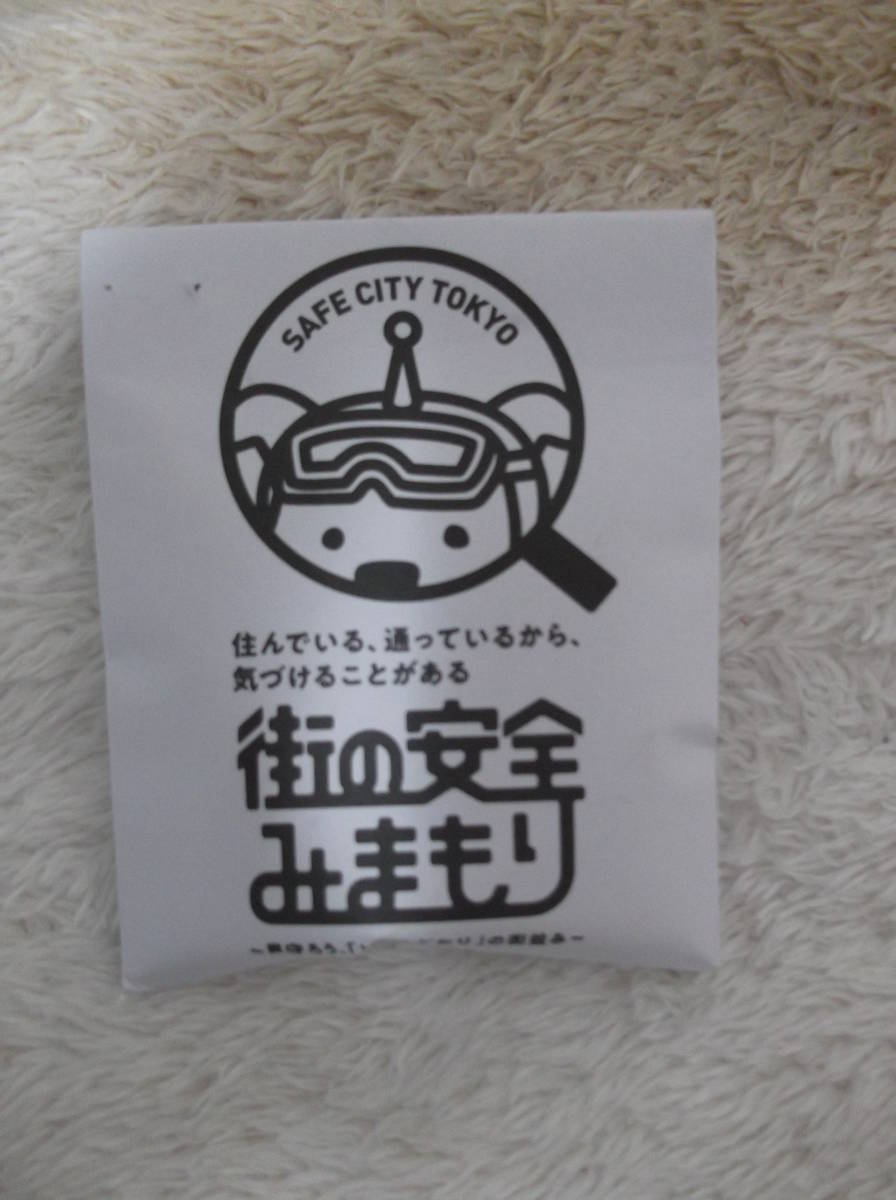 SAFE CITY TOKYO
住んでいる、通っているから、
気づけることがある
街の安全
みまもり